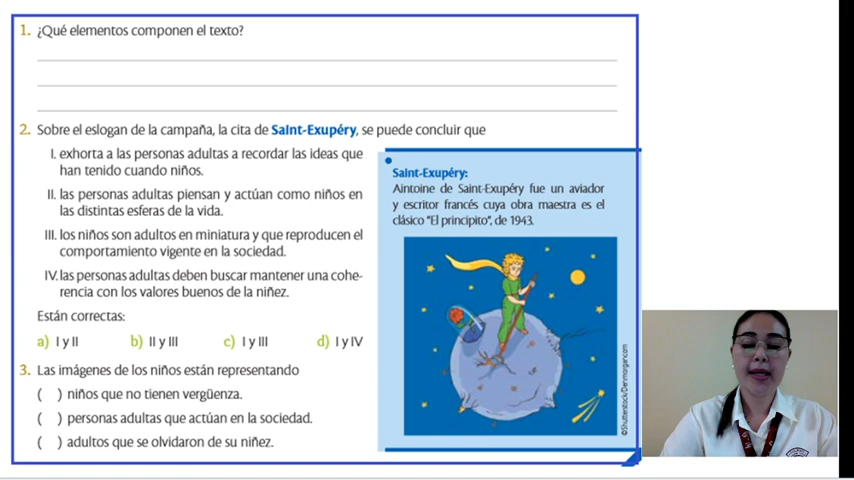 1. ¿Qué elementos componen el texto?
2. Sobre el eslogan de la campaña, la cita de Saint-Exupéry, se puede concluir que
I. exhorta a las personas adultas a recordar las ideas que
han tenido cuando niños.
II. las personas adultas piensan y actúan como niños en
las distintas esferas de la vida.
III. los niños son adultos en miniatura y que reproducen el
comportamiento vigente en la sociedad.
IV. las personas adultas deben buscar mantener una cohe-
rencia con los valores buenos de la niñez.
Están correctas:
a) I y II b) II y III c) I y III d) I y IV
3. Las imágenes de los niños están representando
( ) niños que no tienen vergüenza.
( ) personas adultas que actúan en la sociedad.
( ) adultos que se olvidaron de su niñez.
Saint-Exupéry:
Aintoine de Saint-Exupéry fue un aviador
y escritor francés cuya obra maestra es el
clásico "El principito", de 1943.
©Shutterstock/Denmorgancom